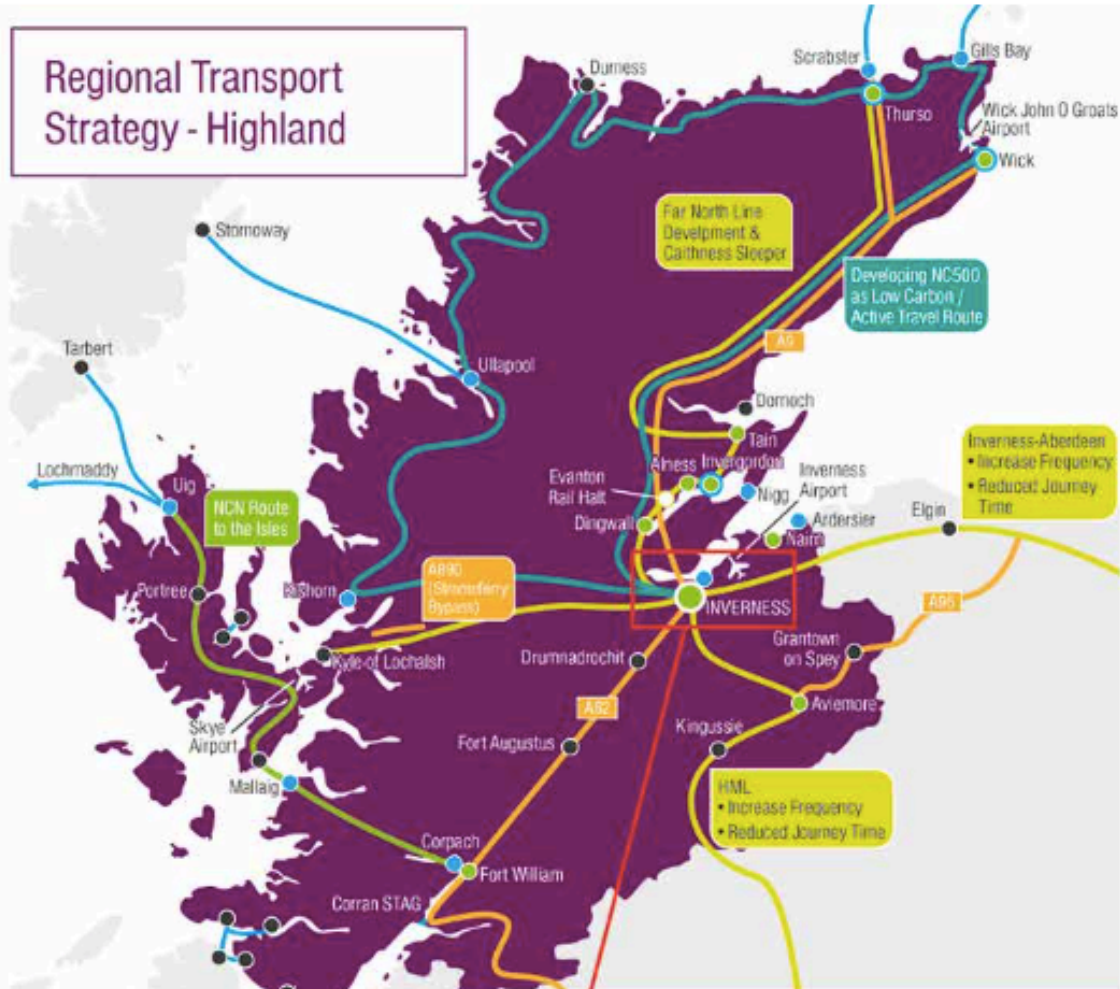 Regional Transport
Strategy - Highland
Durness
Scrabster
Gills Bay
Thurso
Wick John O Groats
Airport
Wick
Stornoway
Far North Line
Develpment &
Caithness Sleeper
Developing NC500
as Low Carbon /
Active Travel Route
Tarbert
Ullapool
A9
Dornoch
Tain
Lochmaddy
Uig
NCN Route
to the Isles
Evanton
Rail Halt
Alness
Invergordon
Inverness
Airport
Nigg
Dingwall
Ardersier
Nairn
Inverness-Aberdeen
• Increase Frequency
• Reduced Journey
Time
Elgin
Portree
Kishorn
A890
(Stromeferry
Bypass)
INVERNESS
A96
Kyle of Lochalsh
Drumnadrochit
Grantown
on Spey
Skye
Airport
A82
Aviemore
Fort Augustus
Kingussie
Mallaig
HML
• Increase Frequency
• Reduced Journey Time
Corpach
Fort William
Corran STAG